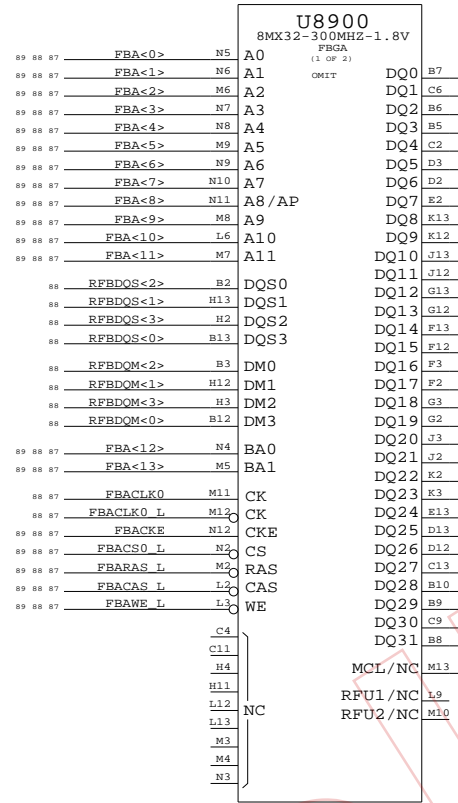 U8900
8MX32-300MHZ-1.8V
FBGA
(1 OF 2)
OMIT
89 88 87 FBA<0> N5 A0
89 88 87 FBA<1> N6 A1 DQ0 B7
89 88 87 FBA<2> M6 A2 DQ1 C6
89 88 87 FBA<3> N7 A3 DQ2 B6
89 88 87 FBA<4> N8 A4 DQ3 B5
89 88 87 FBA<5> M9 A5 DQ4 C2
89 88 87 FBA<6> N9 A6 DQ5 D3
89 88 87 FBA<7> N10 A7 DQ6 D2
89 88 87 FBA<8> N11 A8/AP DQ7 E2
89 88 87 FBA<9> M8 A9 DQ8 K13
89 88 87 FBA<10> L6 A10 DQ9 K12
89 88 87 FBA<11> M7 A11 DQ10 J13
DQ11 J12
88 RFBDQS<2> B2 DQS0 DQ12 G13
88 RFBDQS<1> H13 DQS1 DQ13 G12
88 RFBDQS<3> H2 DQS2 DQ14 F13
88 RFBDQS<0> B13 DQS3 DQ15 F12
88 RFBDQM<2> B3 DM0 DQ16 F3
88 RFBDQM<1> H12 DM1 DQ17 F2
88 RFBDQM<3> H3 DM2 DQ18 G3
88 RFBDQM<0> B12 DM3 DQ19 G2
89 88 87 FBA<12> N4 BA0 DQ20 J3
89 88 87 FBA<13> M5 BA1 DQ21 J2
DQ22 K2
88 87 FBACLK0 M11 CK DQ23 K3
88 87 FBACLK0_L M12 CK DQ24 E13
89 88 87 FBACKE N12 CKE DQ25 D13
89 88 87 FBACS0_L N2 CS DQ26 D12
89 88 87 FBARAS_L M2 RAS DQ27 C13
89 88 87 FBACAS_L L2 CAS DQ28 B10
89 88 87 FBAWE_L L3 WE DQ29 B9
DQ30 C9
C4 DQ31 B8
C11
H4 MCL/NC M13
H11 RFU1/NC L9
L12 NC RFU2/NC M10
L13
M3
M4
N3